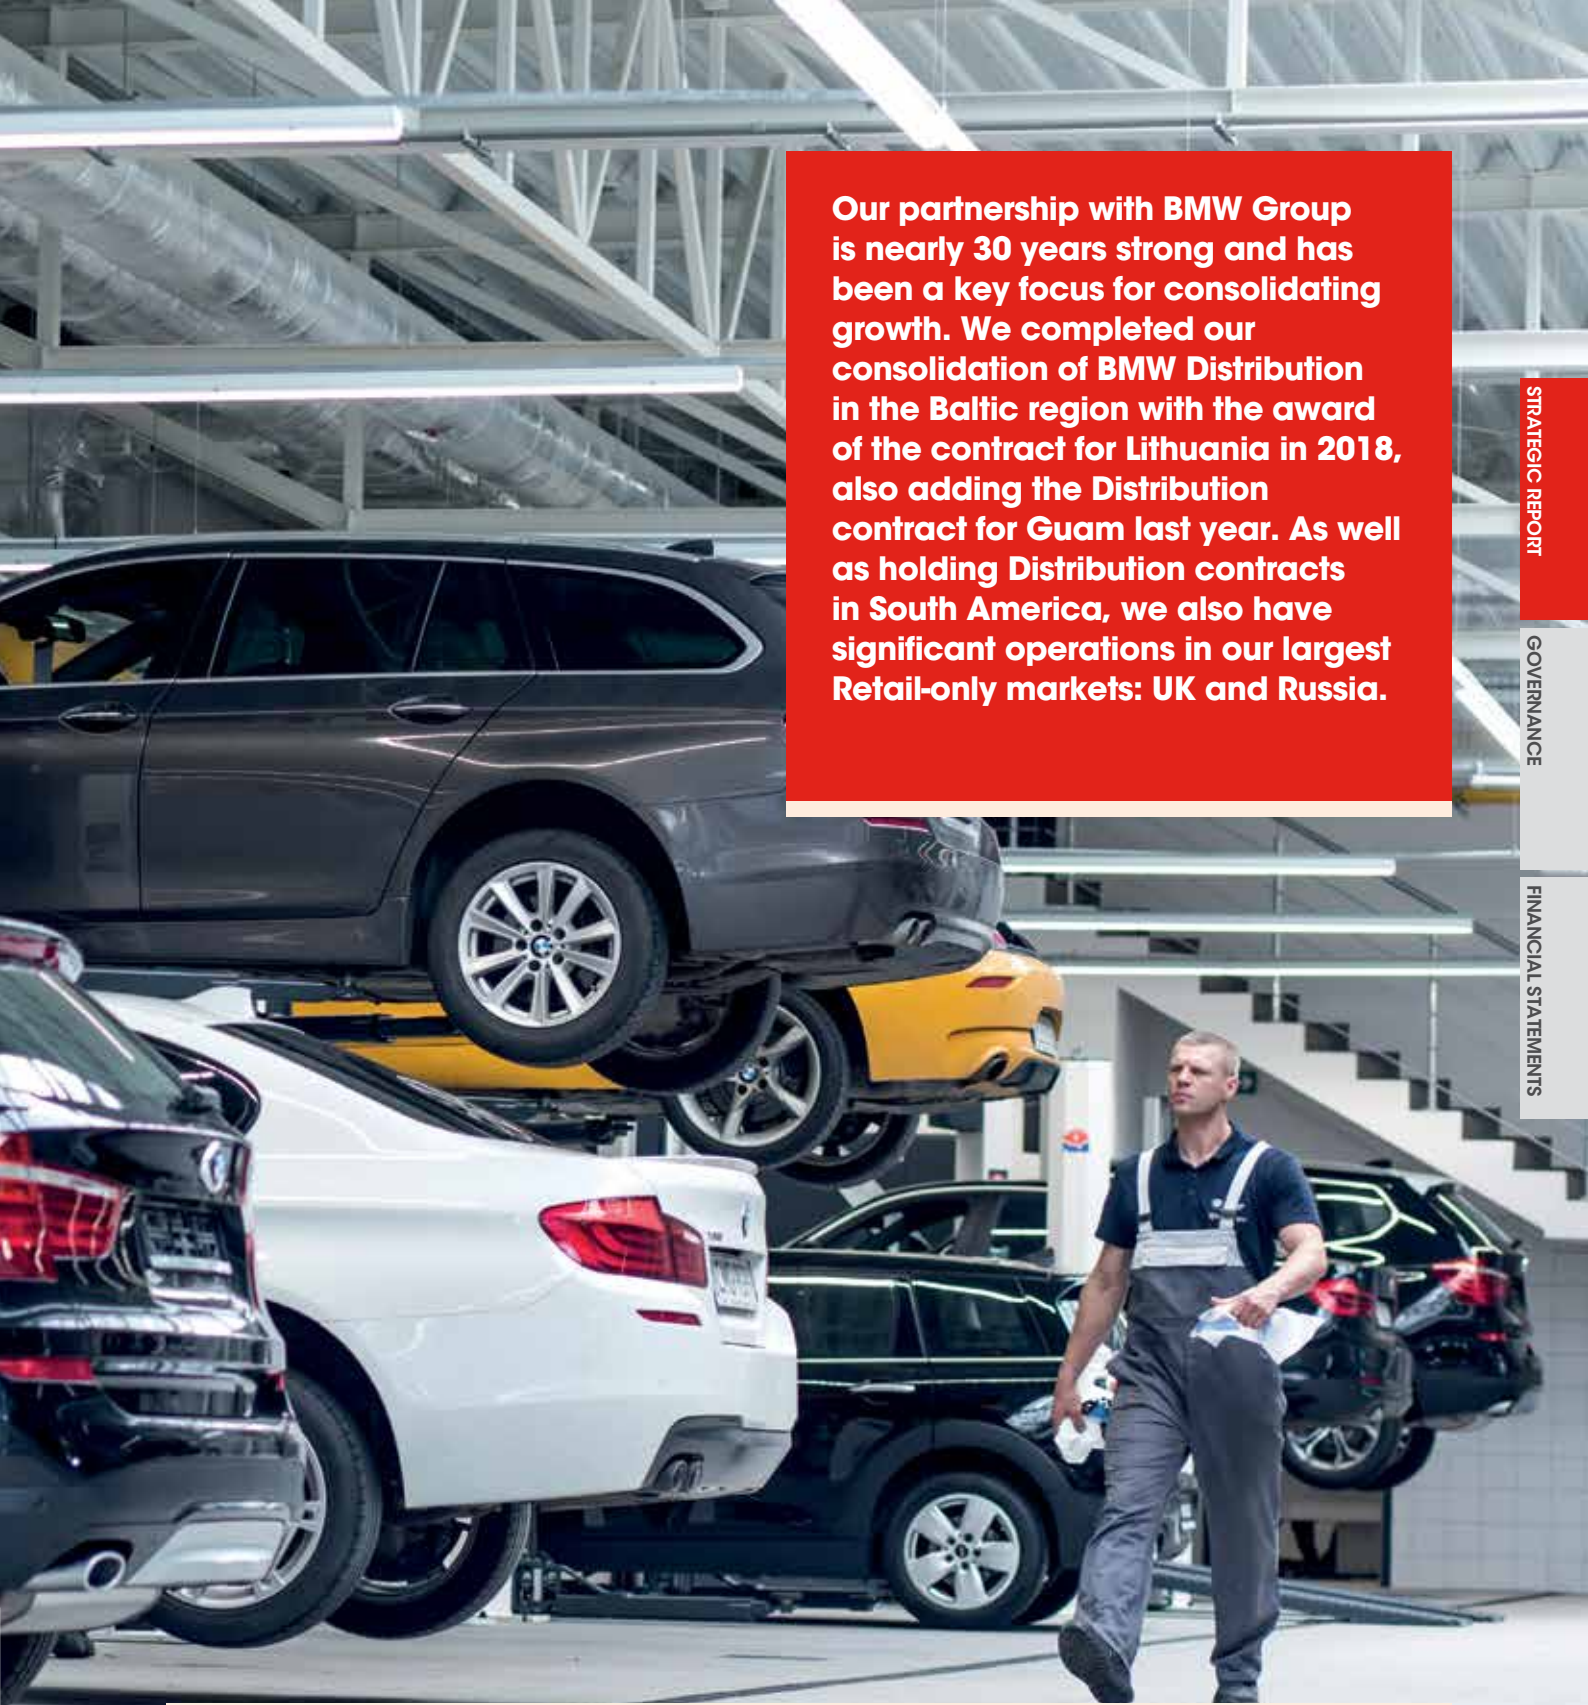 Our partnership with BMW Group
is nearly 30 years strong and has
been a key focus for consolidating
growth. We completed our
consolidation of BMW Distribution
in the Baltic region with the award
of the contract for Lithuania in 2018,
also adding the Distribution
contract for Guam last year. As well
as holding Distribution contracts
in South America, we also have
significant operations in our largest
Retail-only markets: UK and Russia.
STRATEGIC REPORT
GOVERNANCE
FINANCIAL STATEMENTS